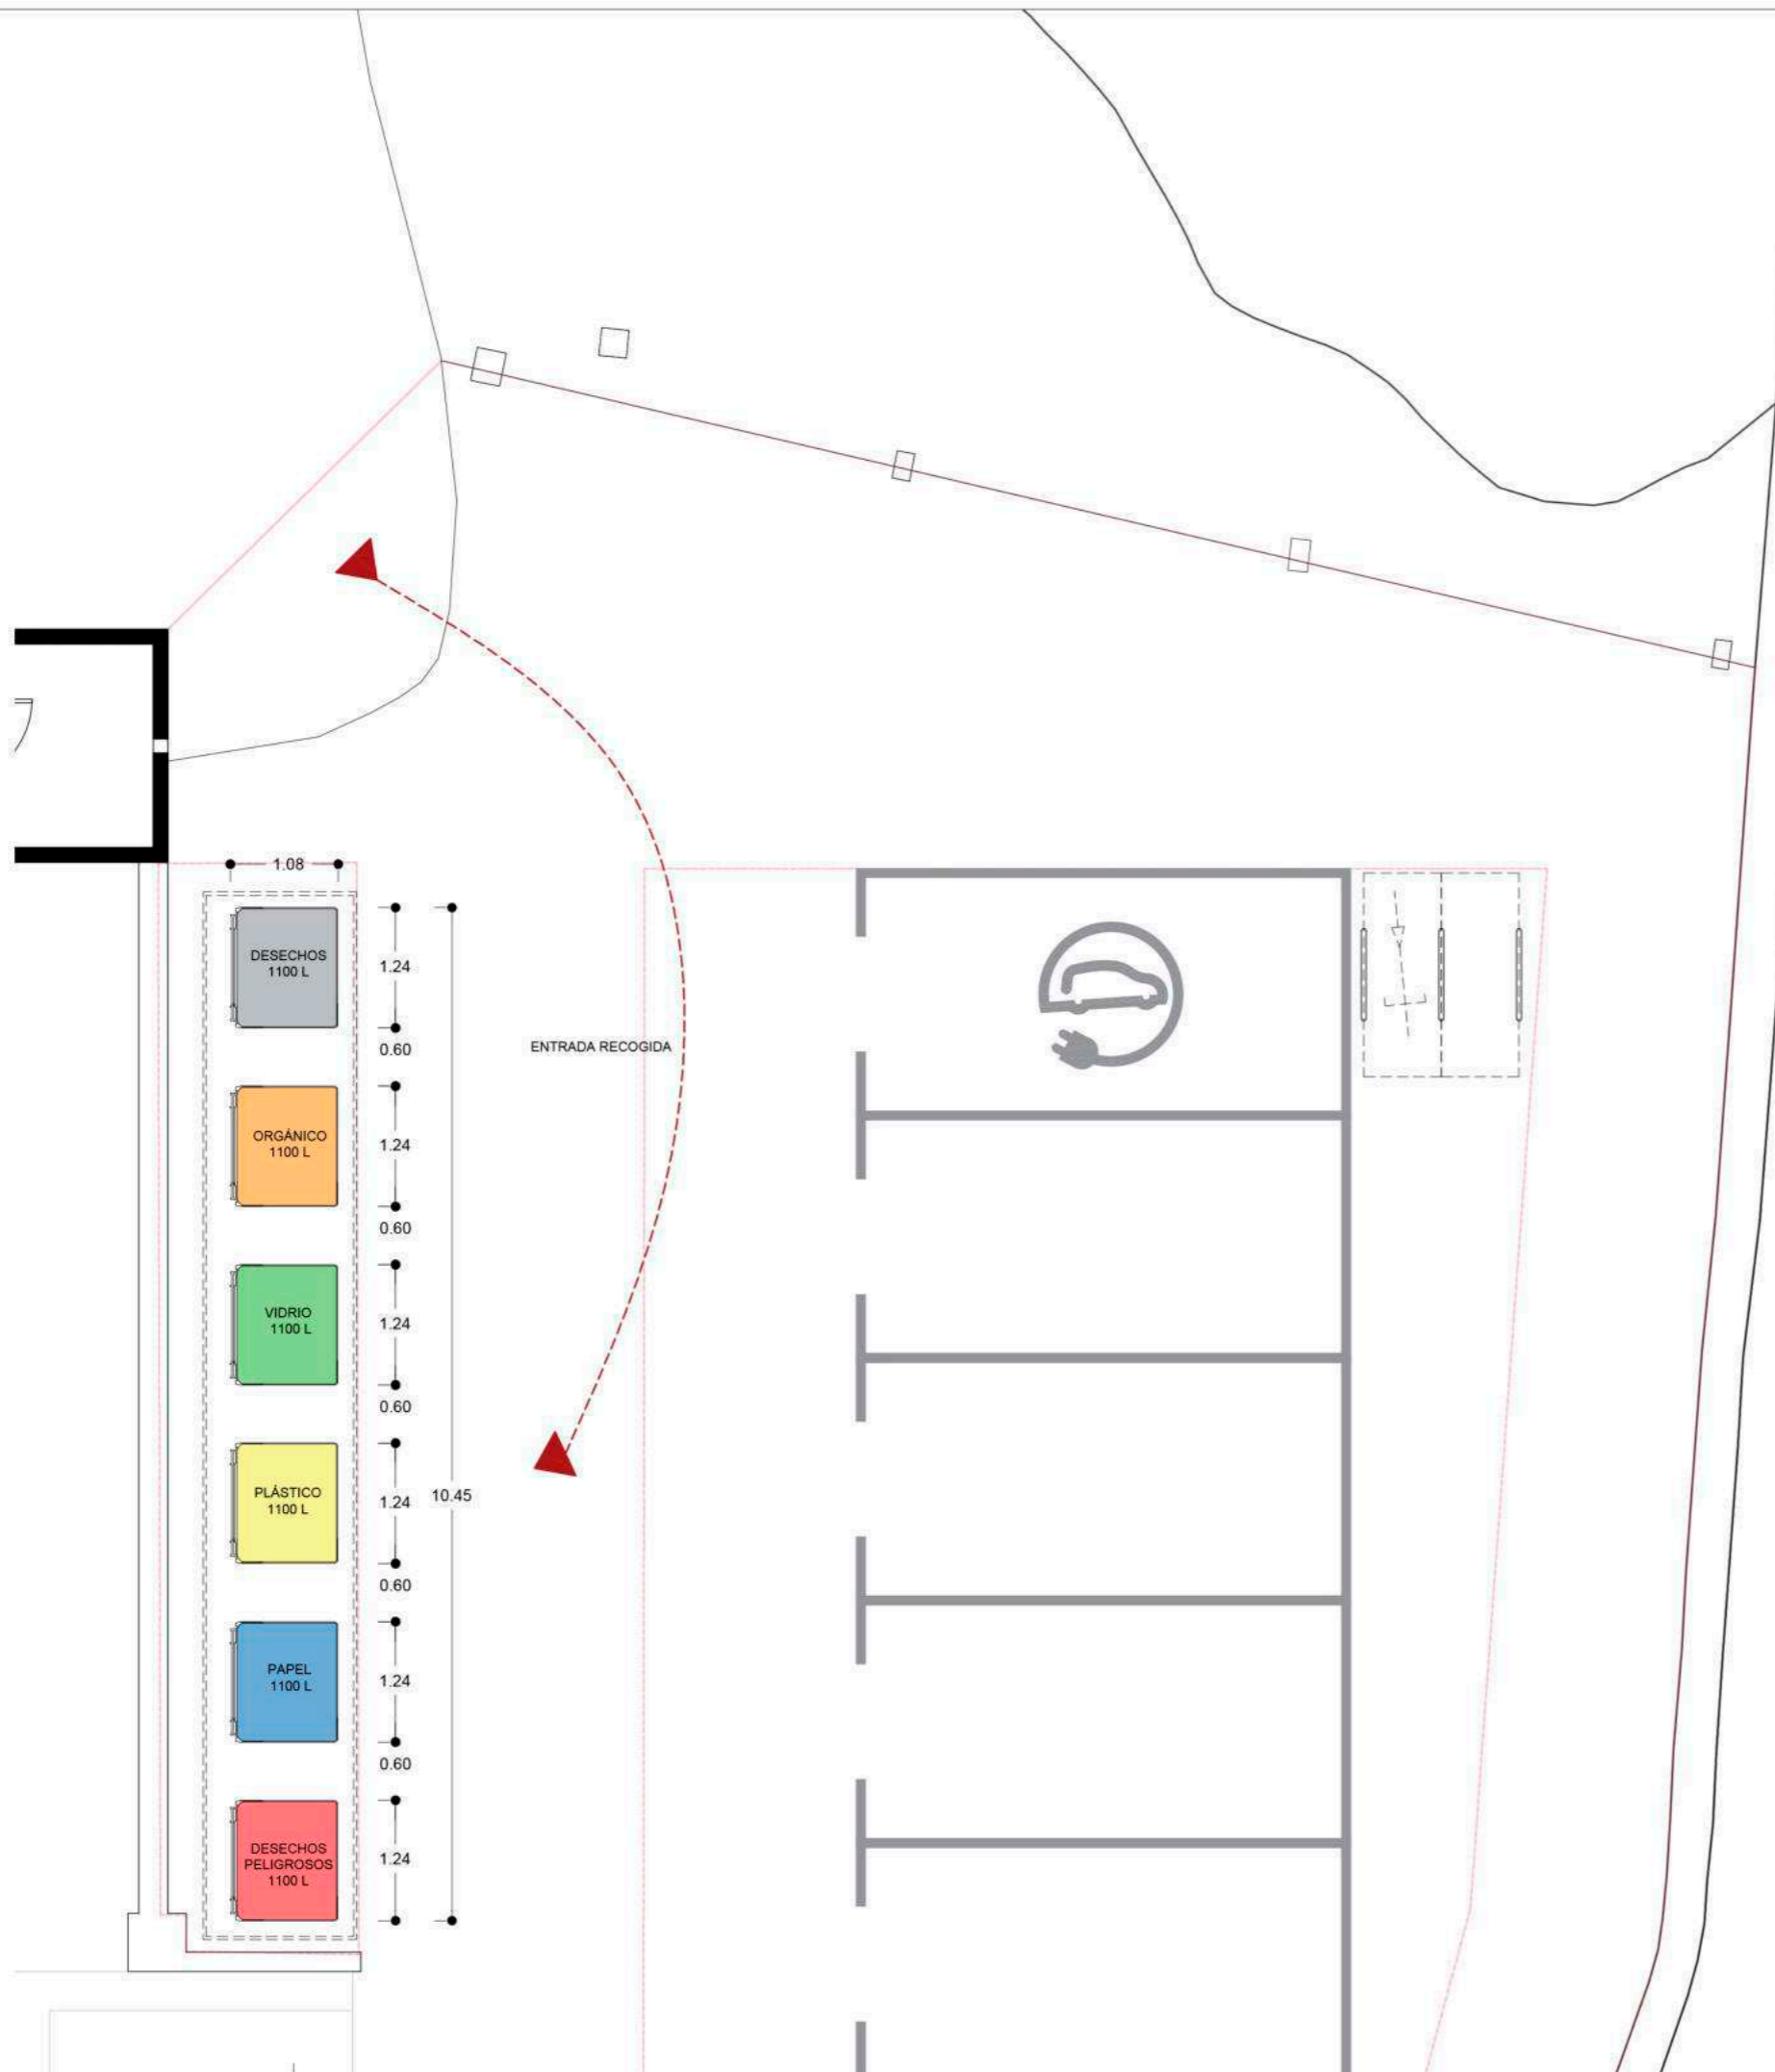 1.08
DESECHOS
1100 L
1.24
0.60
ENTRADA RECOGIDA
ORGÁNICO
1100 L
1.24
0.60
VIDRIO
1100 L
1.24
0.60
PLÁSTICO
1100 L
1.24
10.45
0.60
PAPEL
1100 L
1.24
0.60
DESECHOS
PELIGROSOS
1100 L
1.24